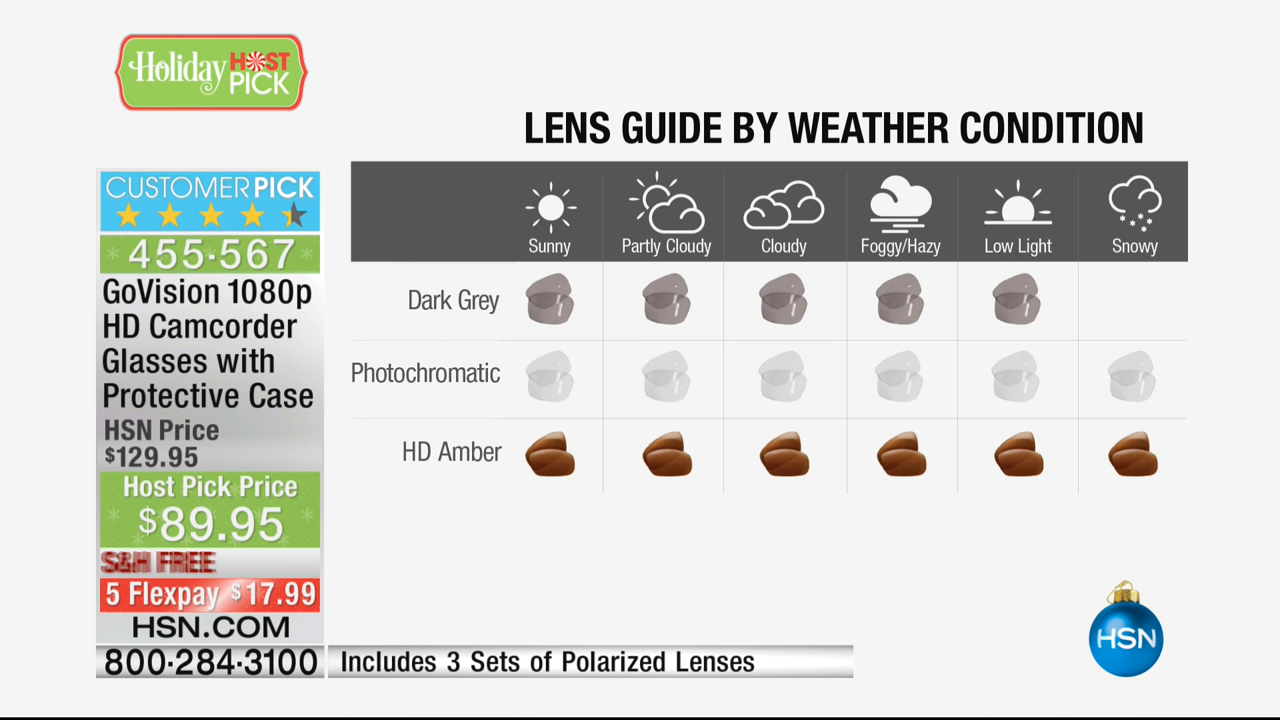 Holiday HOST PICK
LENS GUIDE BY WEATHER CONDITION
CUSTOMER PICK
455·567
GoVision 1080p
HD Camcorder
Glasses with
Protective Case
HSN Price
$129.95
Host Pick Price
$89.95
S&H FREE
5 Flexpay $17.99
HSN.COM
800·284·3100
Sunny Partly Cloudy Cloudy Foggy/Hazy Low Light Snowy
Dark Grey
Photochromatic
HD Amber
HSN
Includes 3 Sets of Polarized Lenses